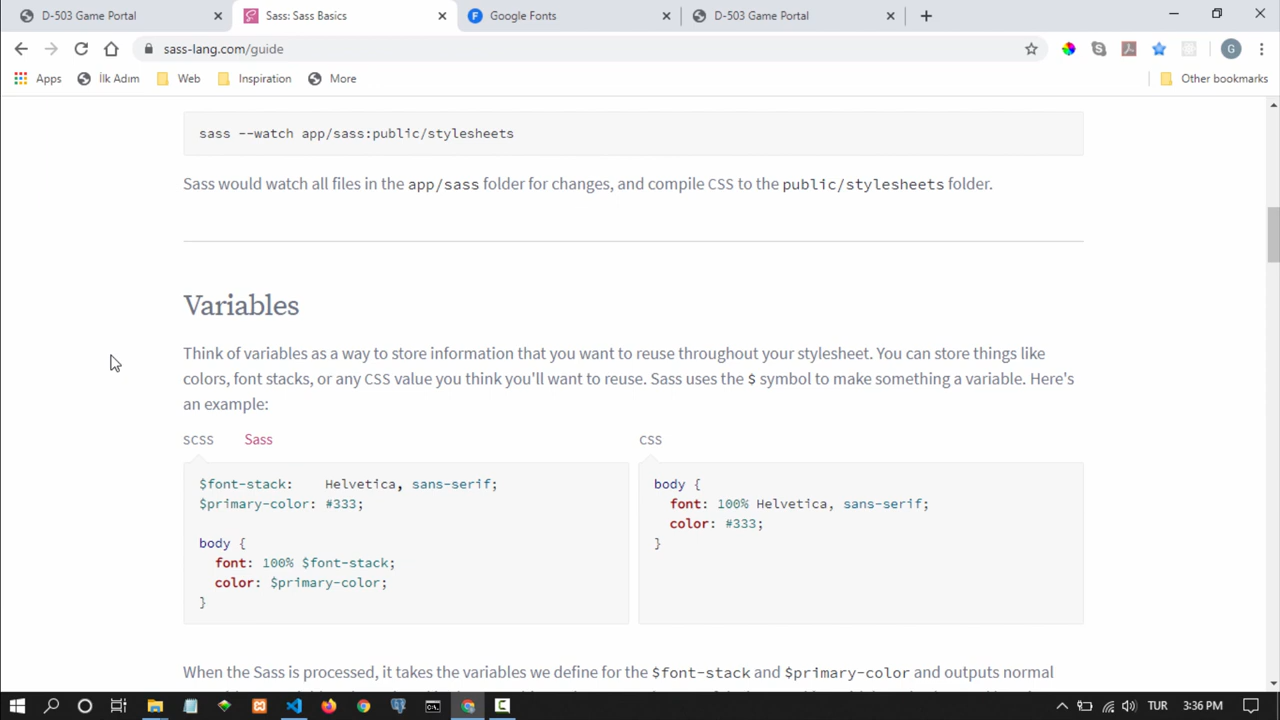 D-503 Game Portal
Sass: Sass Basics
Google Fonts
D-503 Game Portal
sass-lang.com/guide
G
Apps
İlk Adım
Web
Inspiration
More
Other bookmarks
sass --watch app/sass:public/stylesheets
Sass would watch all files in the app/sass folder for changes, and compile CSS to the public/stylesheets folder.
Variables
Think of variables as a way to store information that you want to reuse throughout your stylesheet. You can store things like
colors, font stacks, or any CSS value you think you'll want to reuse. Sass uses the $ symbol to make something a variable. Here's
an example:
SCSS Sass
$font-stack: Helvetica, sans-serif;
$primary-color: #333;
body {
font: 100% $font-stack;
color: $primary-color;
}
CSS
body {
font: 100% Helvetica, sans-serif;
color: #333;
}
When the Sass is processed, it takes the variables we define for the $font-stack and $primary-color and outputs normal
TUR
3:36 PM